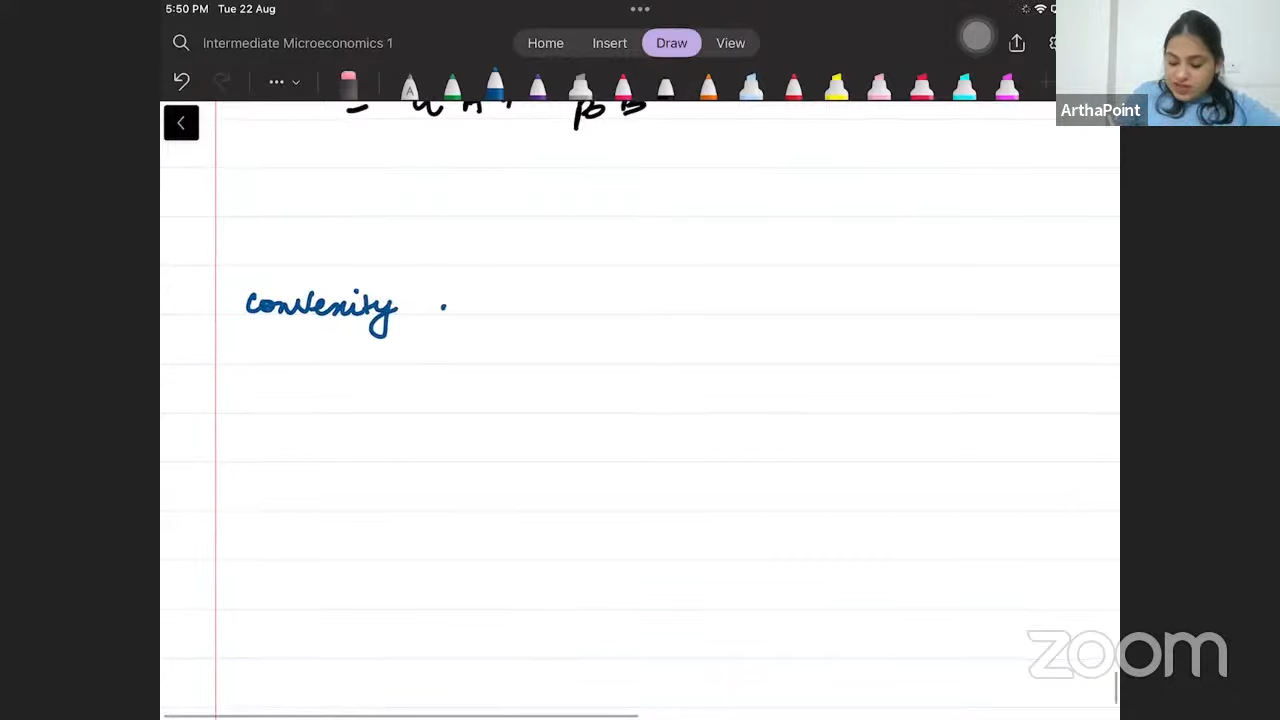 5:50 PM Tue 22 Aug
Intermediate Microeconomics 1
Home Insert Draw View
A
ArthaPoint
convexity
zoom